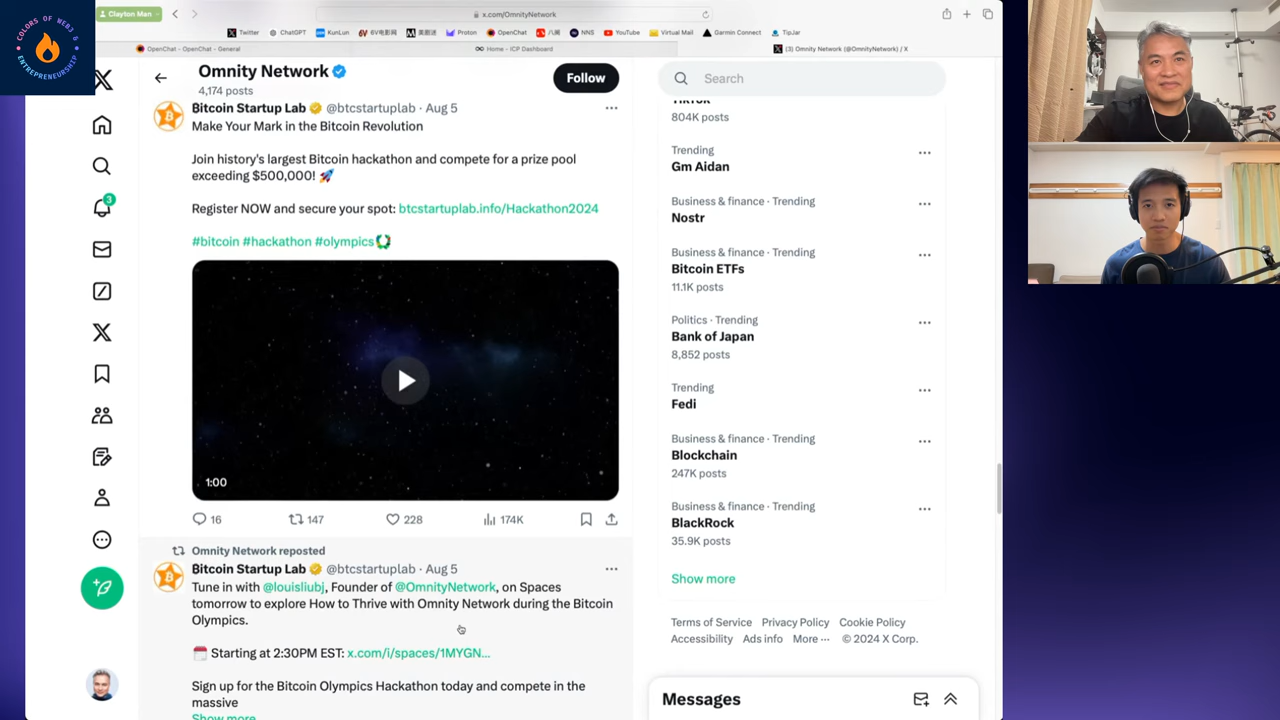 COLORS OF WEB3
ENTREPRENEURSHIP
Clayton Man
x.com/OmnityNetwork
Twitter
ChatGPT
KunLun
Proton
OpenChat
NNS
YouTube
Virtual Mail
Garmin Connect
TipJar
OpenChat - OpenChat - General
Home - ICP Dashboard
(3) Omnity Network (@OmnityNetwork) / X
Omnity Network
4,174 posts
Follow
Search
Bitcoin Startup Lab @btcstartuplab · Aug 5
Make Your Mark in the Bitcoin Revolution
Join history's largest Bitcoin hackathon and compete for a prize pool
exceeding $500,000! 🚀
Register NOW and secure your spot: btcstartuplab.info/Hackathon2024
#bitcoin #hackathon #olympics
1:00
16
147
228
174K
Omnity Network reposted
Bitcoin Startup Lab @btcstartuplab · Aug 5
Tune in with @louisliubj, Founder of @OmnityNetwork, on Spaces
tomorrow to explore How to Thrive with Omnity Network during the Bitcoin
Olympics.
Starting at 2:30PM EST: x.com/i/spaces/1MYGN...
Sign up for the Bitcoin Olympics Hackathon today and compete in the
massive
Show more
3
TikTok
804K posts
Trending
Gm Aidan
Business & finance · Trending
Nostr
Business & finance · Trending
Bitcoin ETFs
11.1K posts
Politics · Trending
Bank of Japan
8,852 posts
Trending
Fedi
Business & finance · Trending
Blockchain
247K posts
Business & finance · Trending
BlackRock
35.9K posts
Show more
Terms of Service Privacy Policy Cookie Policy
Accessibility Ads info More ··· © 2024 X Corp.
Messages